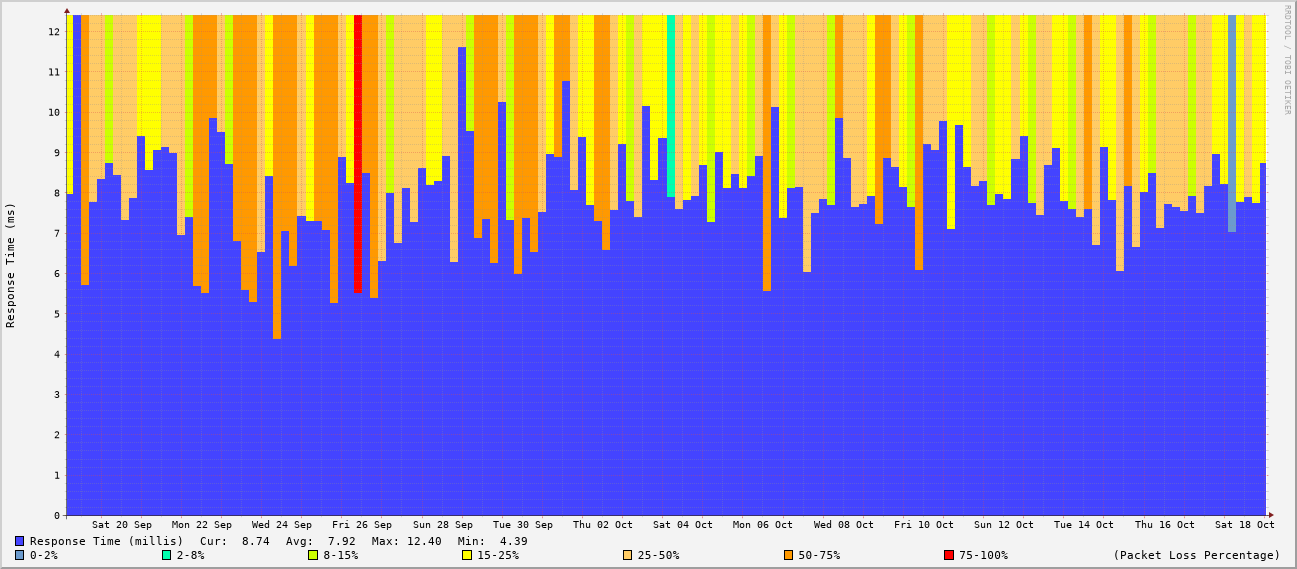 RRDTOOL / TOBI OETIKER
Response Time (ms)
12
11
10
9
8
7
6
5
4
3
2
1
0
Sat 20 Sep Mon 22 Sep Wed 24 Sep Fri 26 Sep Sun 28 Sep Tue 30 Sep Thu 02 Oct Sat 04 Oct Mon 06 Oct Wed 08 Oct Fri 10 Oct Sun 12 Oct Tue 14 Oct Thu 16 Oct Sat 18 Oct
Response Time (millis) Cur: 8.74 Avg: 7.92 Max: 12.40 Min: 4.39
0-2% 2-8% 8-15% 15-25% 25-50% 50-75% 75-100% (Packet Loss Percentage)